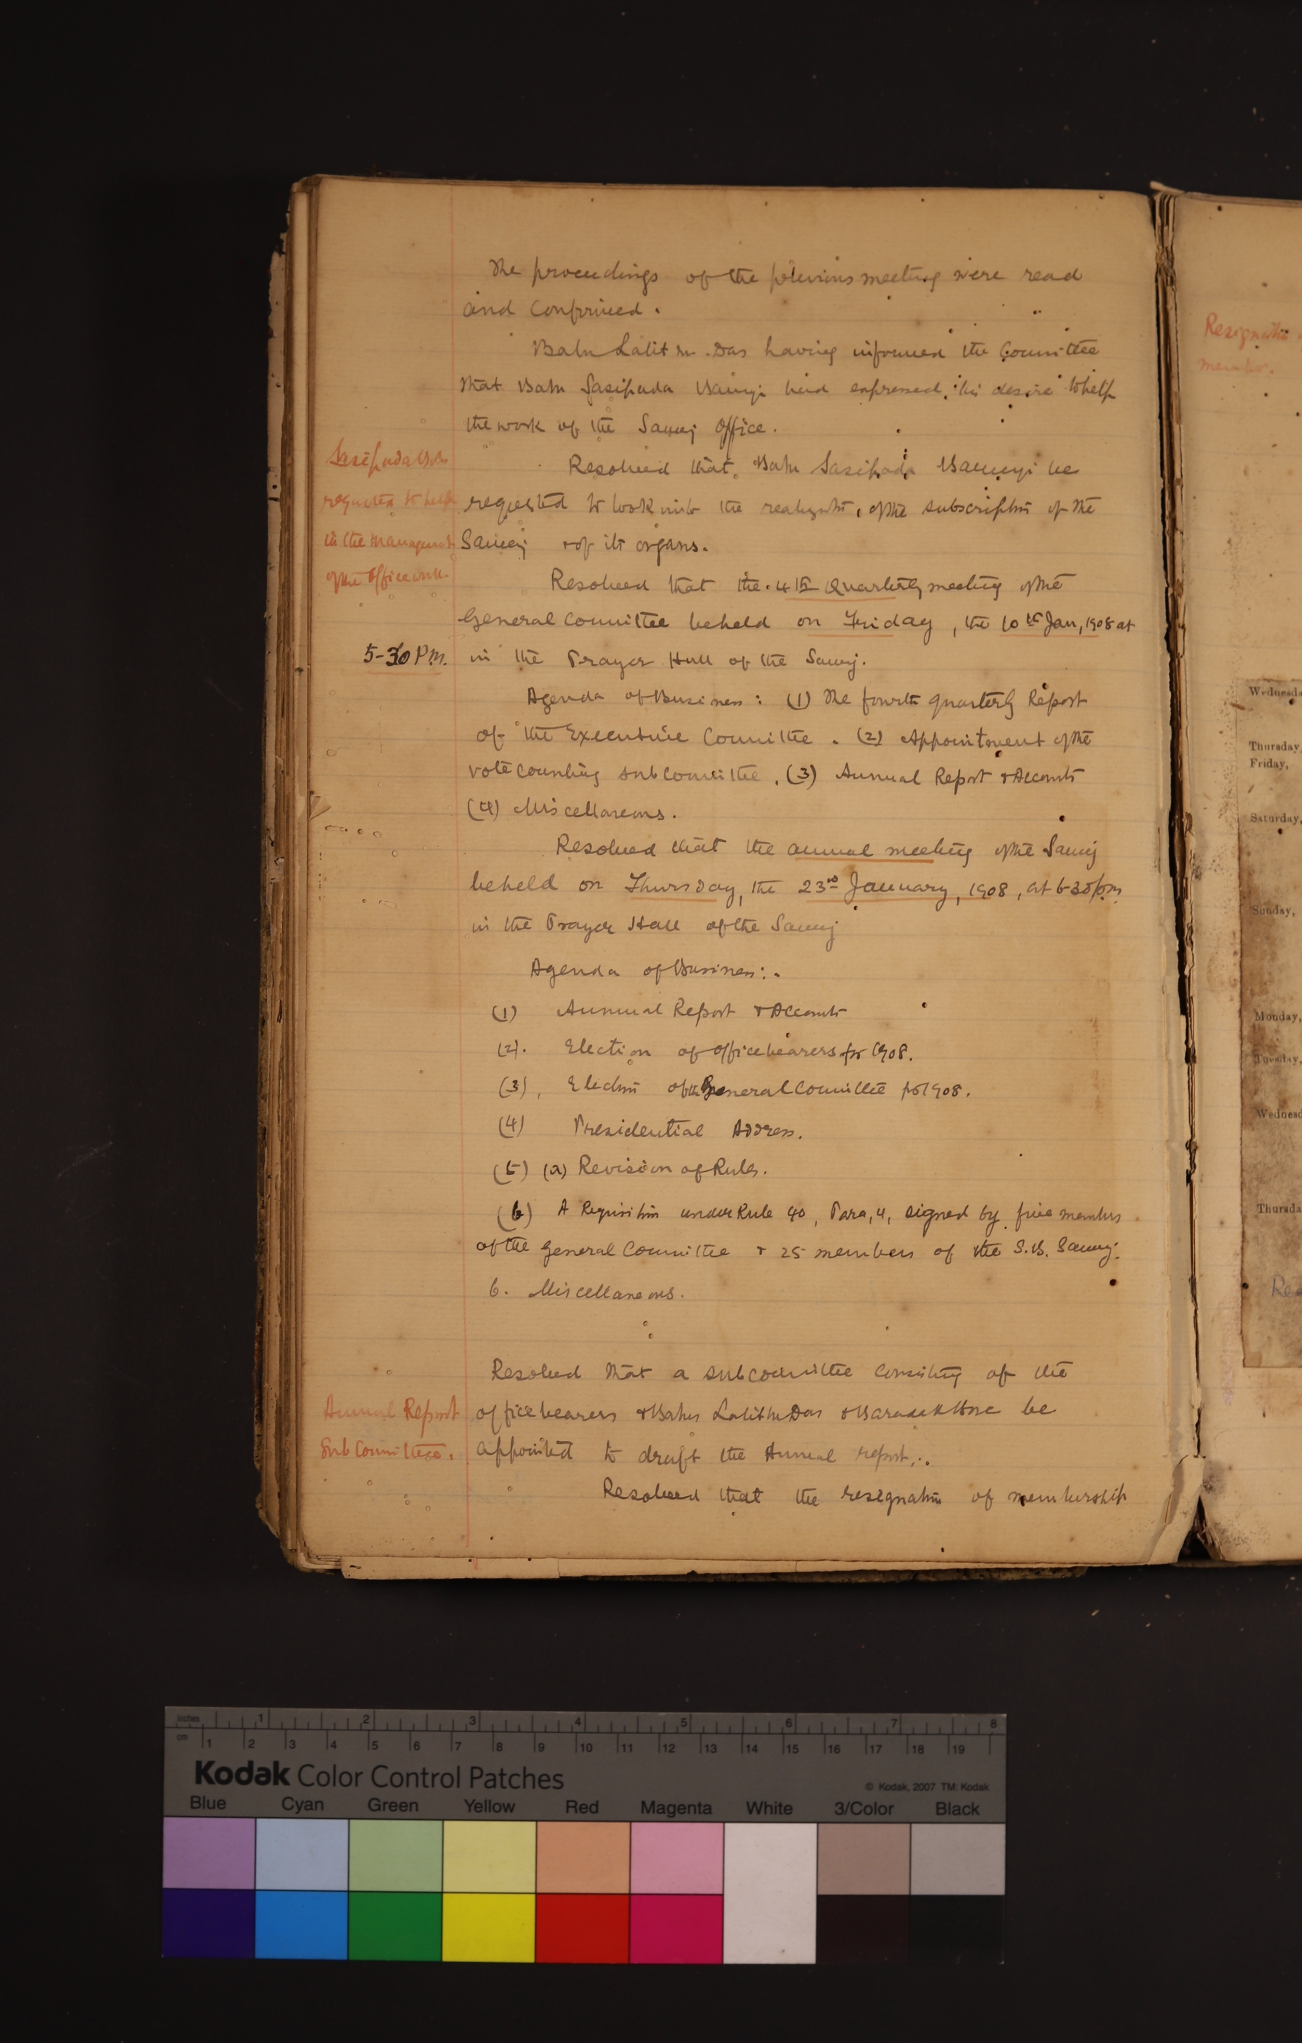 The proceedings of the previous meeting were read
and confirmed.
Babu Lalit M. Das having informed the Committee
that Babu Sasipada Banerji had expressed his desire to help
the work of the Samaj office.
Sasipada Babu
requested to help
in the management
of the office work.
Resolved that Babu Sasipada Banerji be
requested to look into the realization of the subscription of the
Samaj & of its organs.
Resolved that the 4th Quarterly meeting of the
General Committee be held on Friday, the 10th Jan, 1908 at
5-30 P.M. in the Prayer Hall of the Samaj.
Agenda of Business: (1) The fourth quarterly Report
of the Executive Committee. (2) Appointment of the
vote counting subcommittee. (3) Annual Report & Accounts
(4) Miscellaneous.
Resolved that the annual meeting of the Samaj
be held on Thursday, the 23rd January, 1908, at 6-30 p.m.
in the Prayer Hall of the Samaj
Agenda of Business:.
(1) Annual Report & Accounts
(2). Election of office bearers for 1908.
(3), Election of the General Committee for 1908.
(4) Presidential Address.
(5) (a) Revision of Rules.
(b) A Requisition under Rule 40, Para, 4, signed by five members
of the General Committee & 25 members of the S.B. Samaj.
6. Miscellaneous.
Resolved that a subcommittee consisting of the
Annual Report
Sub Committee.
office bearers & Babus Lalit M. Das & Barada K Bose be
appointed to draft the Annual report.
Resolved that the resignation of membership
Resignation
member.
Thursday,
Friday,
Saturday,
Sunday,
Monday,
Tuesday,
inches 1 2 3 4 5 6 7 8
cm 1 2 3 4 5 6 7 8 9 10 11 12 13 14 15 16 17 18 19
Kodak Color Control Patches
© Kodak, 2007 TM: Kodak
Blue Cyan Green Yellow Red Magenta White 3/Color Black